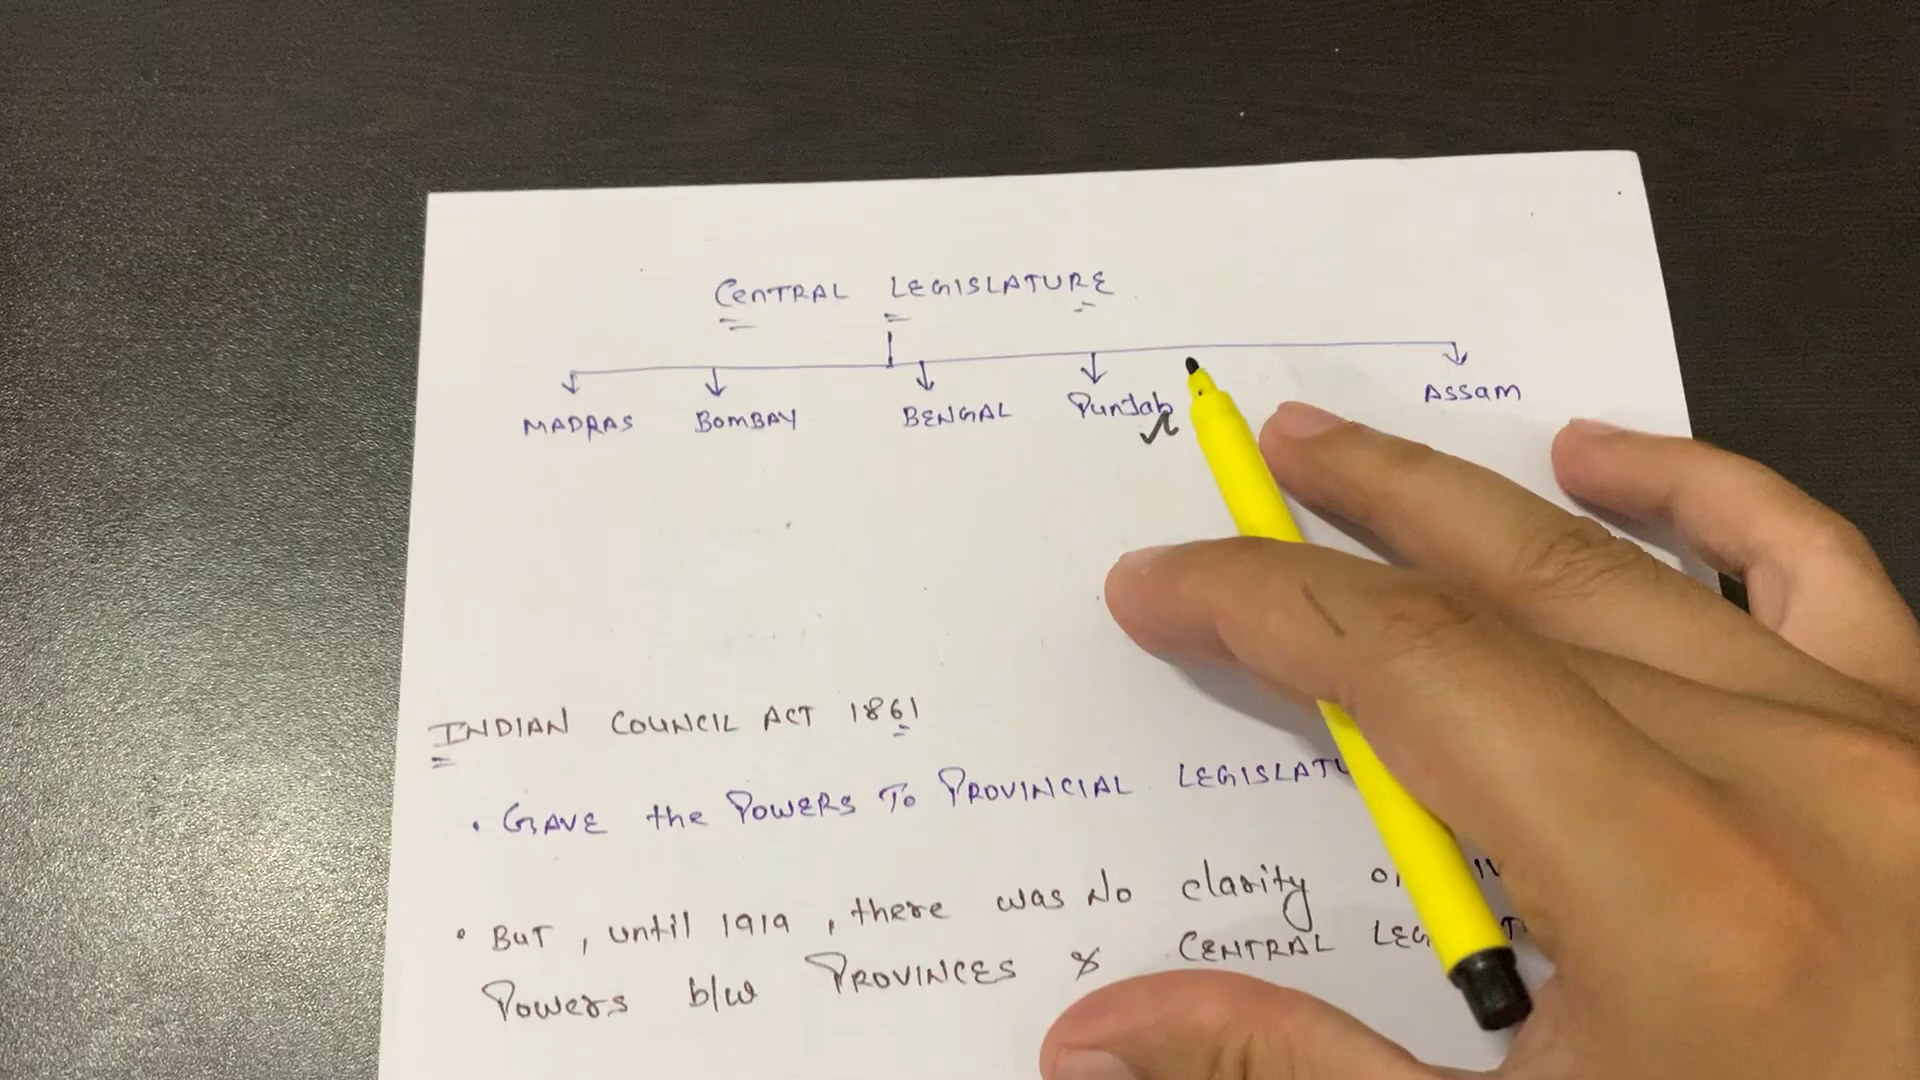 CENTRAL LEGISLATURE
MADRAS BOMBAY BENGAL Punjab ASSAM
INDIAN COUNCIL ACT 1861
• GAVE the POWERS TO PROVINCIAL
• BUT, until 1919, there was No clarity
Powers b/w PROVINCES & CENTRAL